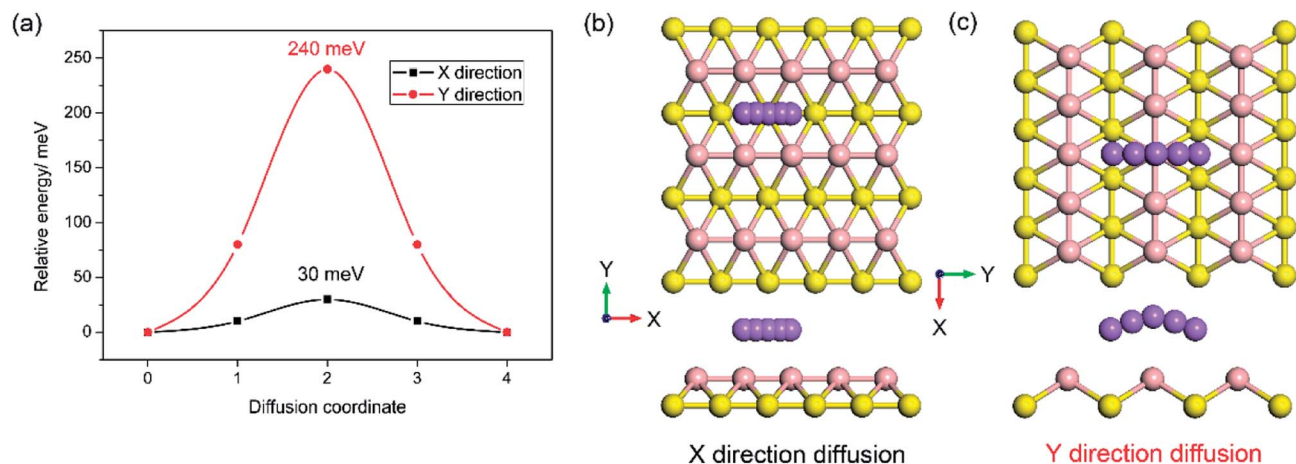 (a)
240 meV
X direction
Y direction
30 meV
250
200
150
100
50
0
Relative energy/ meV
0 1 2 3 4
Diffusion coordinate
(b)
Y
X
X direction diffusion
(c)
Y
X
Y direction diffusion